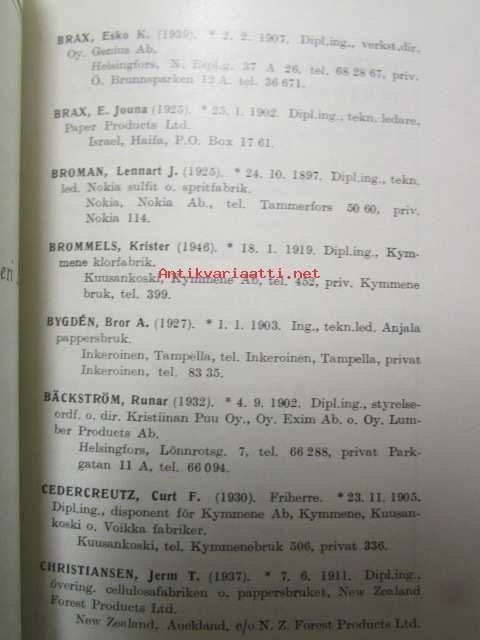 BRAX, Esko K. (1939). * 2. 2. 1907. Dipl.ing., verkst.dir.
Oy. Genius Ab.
Helsingfors, N. Espl.g. 37 A 26, tel. 68 28 67, priv.
Ö. Brunnsparken 12 A. tel. 36 671.
BRAX, E. Jouna (1925). * 25. 1. 1902. Dipl.ing., tekn. ledare,
Paper Products Ltd.
Israel, Haifa, P.O. Box 17 61.
BROMAN, Lennart J. (1925). * 24. 10. 1897. Dipl.ing., tekn.
led. Nokia sulfit o. spritfabrik.
Nokia, Nokia Ab., tel. Tammerfors 50 60, priv.
Nokia 114.
BROMMELS, Krister (1946). * 18. 1. 1919. Dipl.ing., Kym-
mene klorfabrik.
Antikvariaatti.net
Kuusankoski, Kymmene Ab, tel. 452, priv. Kymmene
bruk, tel. 399.
BYGDÉN, Bror A. (1927). * 1. 1. 1903. Ing., tekn.led. Anjala
pappersbruk.
Inkeroinen, Tampella, tel. Inkeroinen, Tampella, privat
Inkeroinen, tel. 83 35.
BÄCKSTRÖM, Runar (1932). * 4. 9. 1902. Dipl.ing., styrelse-
ordf. o. dir. Kristiinan Puu Oy., Oy. Exim Ab. o. Oy. Lum-
ber Products Ab.
Helsingfors, Lönnrotsg. 7, tel. 66 288, privat Park-
gatan 11 A, tel. 66 094.
CEDERCREUTZ, Curt F. (1930). Friherre. * 23. 11. 1905.
Dipl.ing., disponent för Kymmene Ab, Kymmene, Kuusan-
koski o. Voikka fabriker.
Kuusankoski, tel. Kymmenebruk 506, privat 336.
CHRISTIANSEN, Jerm T. (1937). * 7. 6. 1911. Dipl.ing.,
övering. cellulosafabriken o. pappersbruket, New Zealand
Forest Products Ltd.
New Zealand, Auckland, c/o N. Z. Forest Products Ltd.